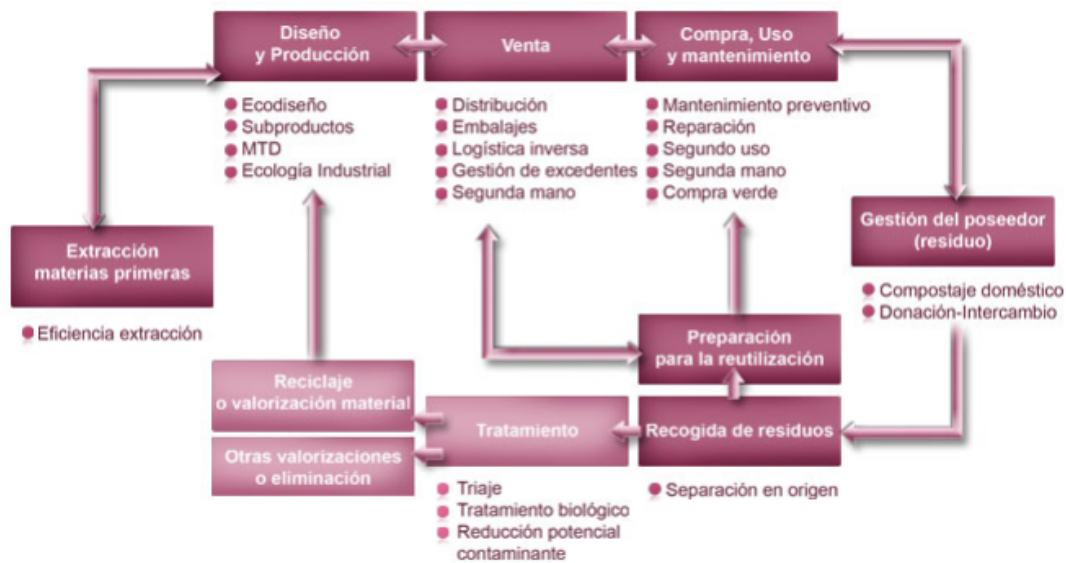 Diseño
y Producción
Venta
Compra, Uso
y mantenimiento
Ecodiseño
Subproductos
MTD
Ecología Industrial
Distribución
Embalajes
Logística inversa
Gestión de excedentes
Segunda mano
Mantenimiento preventivo
Reparación
Segundo uso
Segunda mano
Compra verde
Extracción
materias primeras
Eficiencia extracción
Gestión del poseedor
(residuo)
Compostaje doméstico
Donación-Intercambio
Preparación
para la reutilización
Reciclaje
o valorización material
Tratamiento
Recogida de residuos
Otras valorizaciones
o eliminación
Triaje
Tratamiento biológico
Reducción potencial
contaminante
Separación en origen